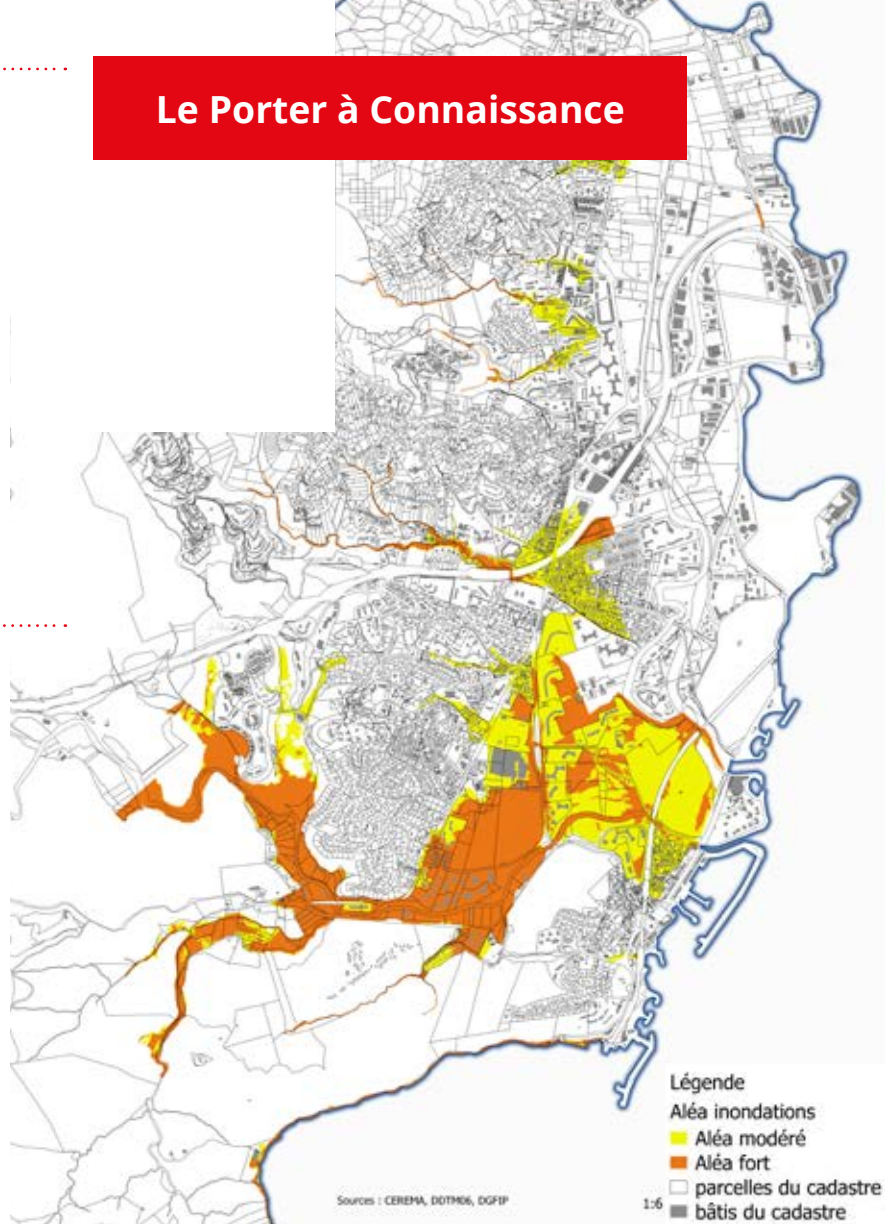 Le Porter à Connaissance
Légende
Aléa inondations
Aléa modéré
Aléa fort
parcelles du cadastre
bâtis du cadastre
Sources : CEREMA, DDTM06, DGFIP
1:6